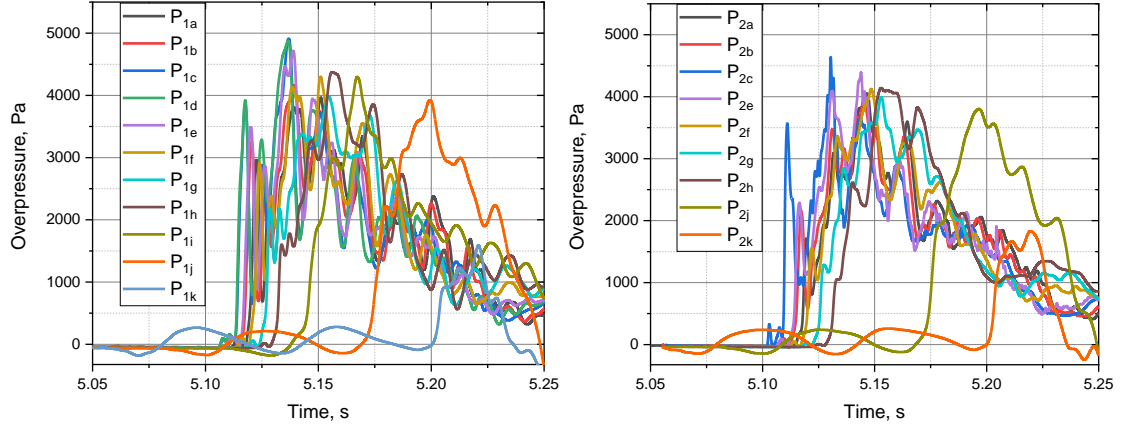 P1a
P1b
P1c
P1d
P1e
P1f
P1g
P1h
P1i
P1j
P1k
5000
4000
3000
2000
1000
0
Overpressure, Pa
5.05 5.10 5.15 5.20 5.25
Time, s
P2a
P2b
P2c
P2e
P2f
P2g
P2h
P2j
P2k
5000
4000
3000
2000
1000
0
Overpressure, Pa
5.05 5.10 5.15 5.20 5.25
Time, s